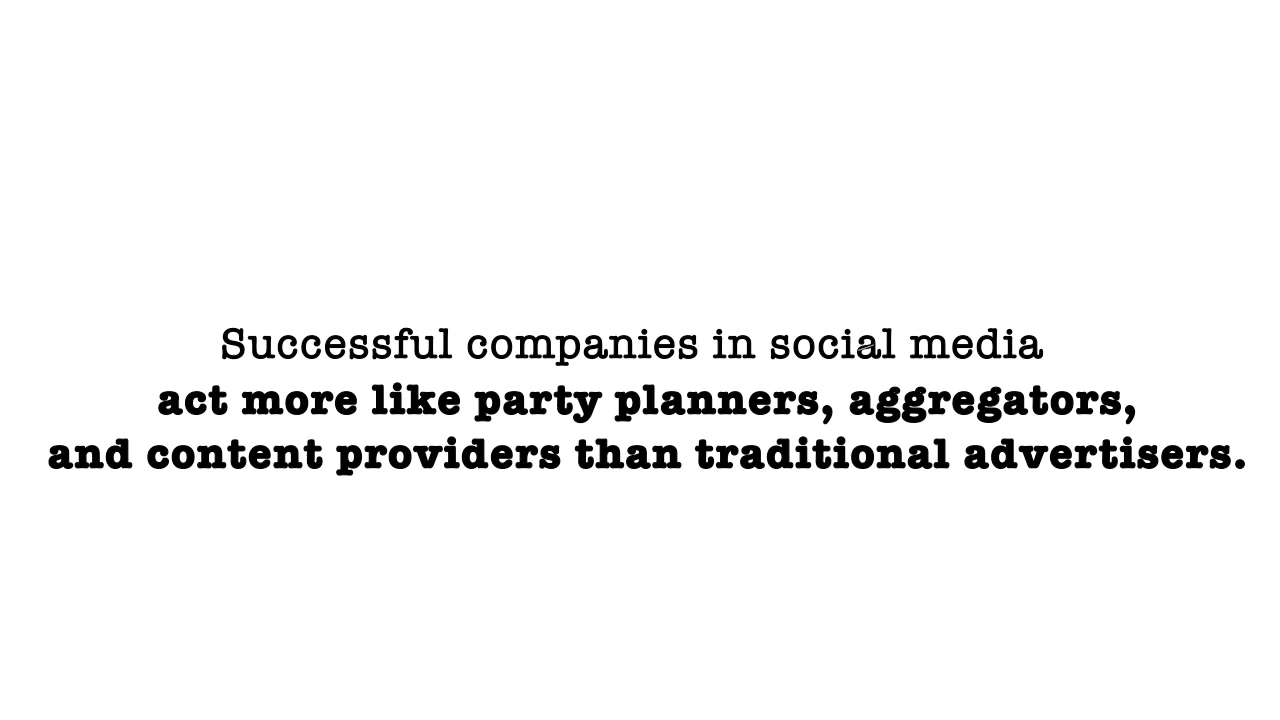 Successful companies in social media
act more like party planners, aggregators,
and content providers than traditional advertisers.